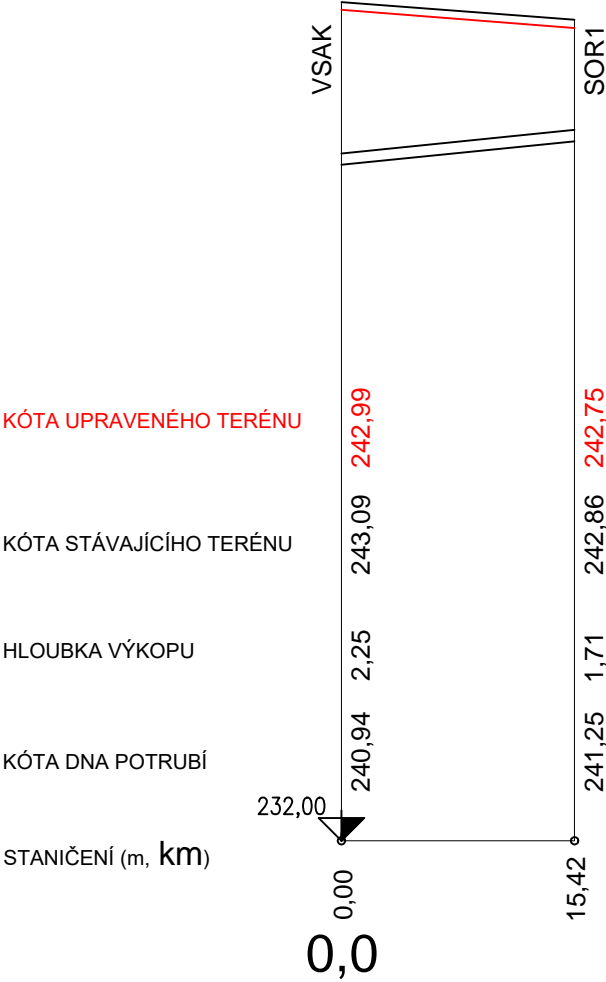 VSAK SOR1
KÓTA UPRAVENÉHO TERÉNU 242,99 242,75
KÓTA STÁVAJÍCÍHO TERÉNU 243,09 242,86
HLOUBKA VÝKOPU 2,25 1,71
KÓTA DNA POTRUBÍ 240,94 241,25
232,00
STANIČENÍ (m, km) 0,00 15,42
0,0